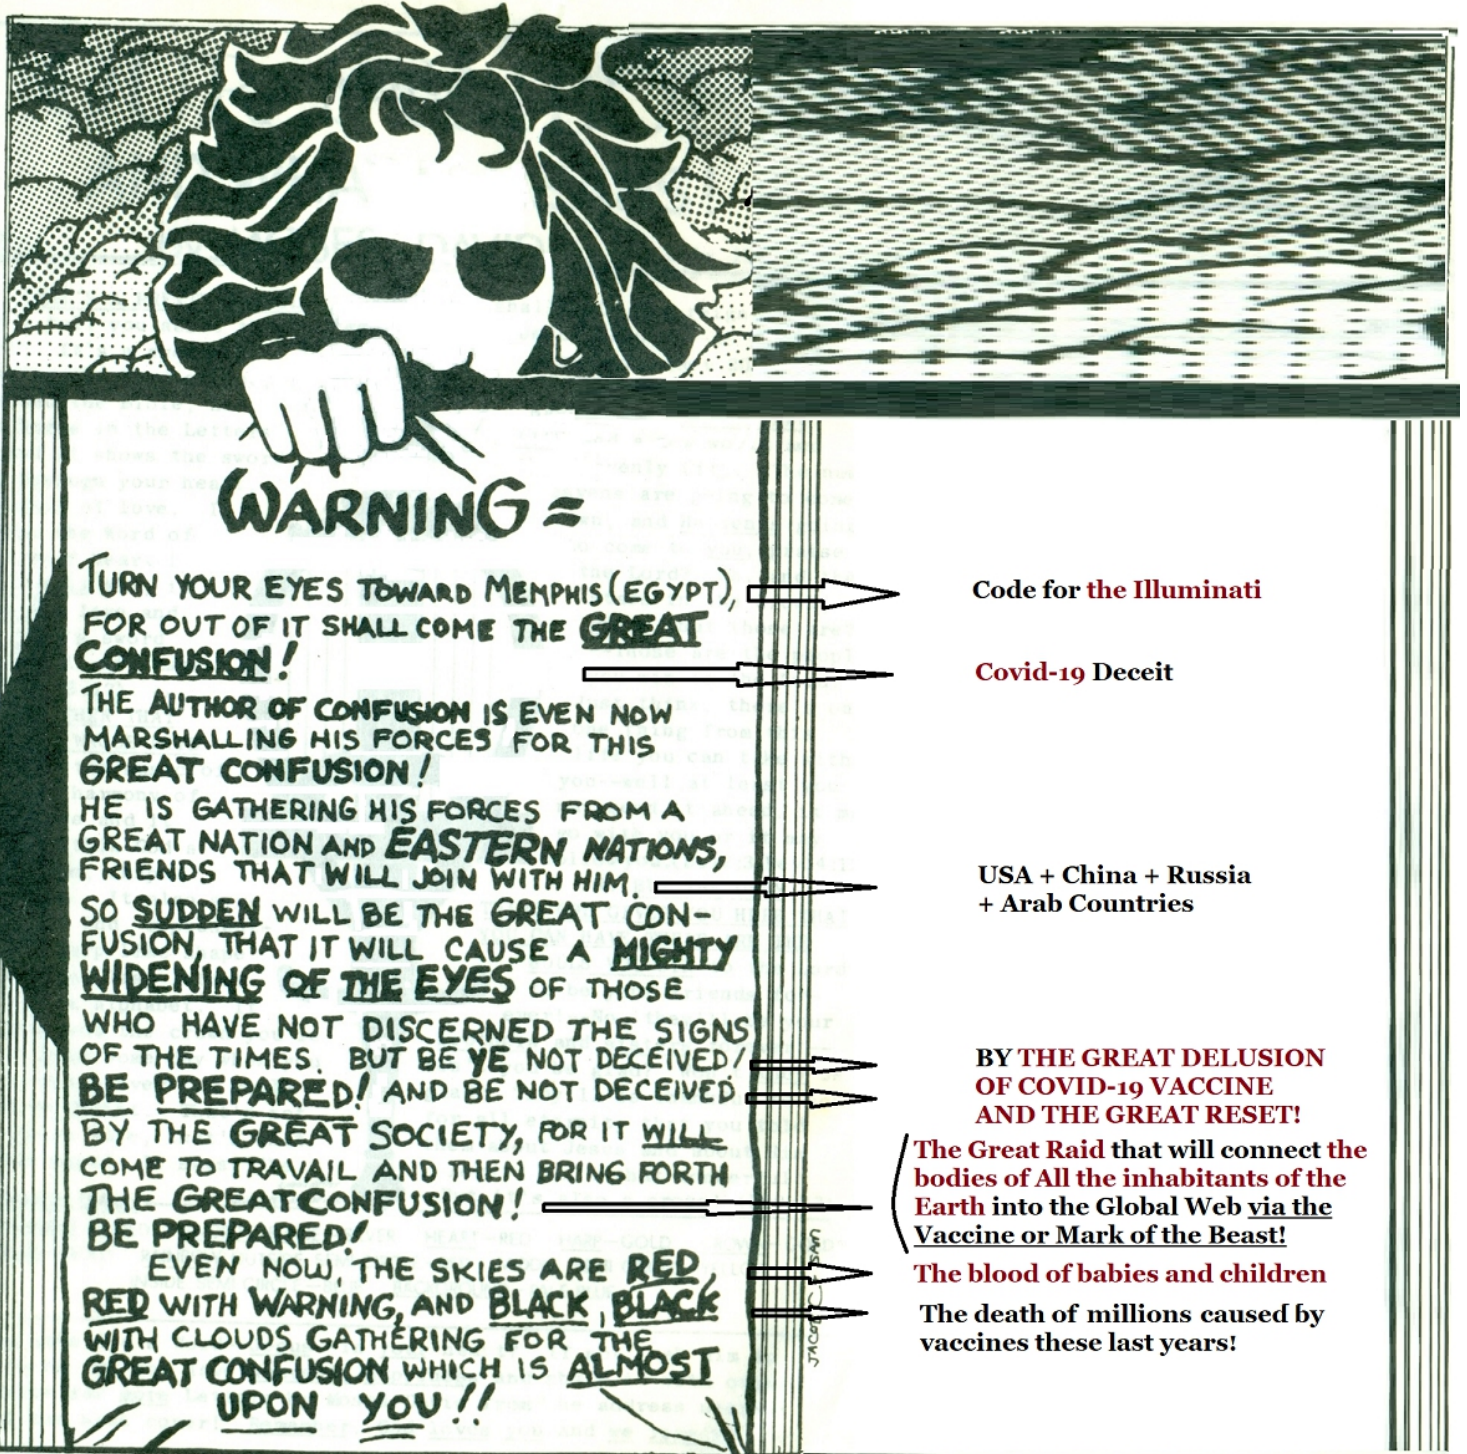 WARNING =
TURN YOUR EYES TOWARD MEMPHIS (EGYPT),
FOR OUT OF IT SHALL COME THE GREAT
CONFUSION!
THE AUTHOR OF CONFUSION IS EVEN NOW
MARSHALLING HIS FORCES FOR THIS
GREAT CONFUSION!
HE IS GATHERING HIS FORCES FROM A
GREAT NATION AND EASTERN NATIONS,
FRIENDS THAT WILL JOIN WITH HIM.
SO SUDDEN WILL BE THE GREAT CON-
FUSION, THAT IT WILL CAUSE A MIGHTY
WIDENING OF THE EYES OF THOSE
WHO HAVE NOT DISCERNED THE SIGNS
OF THE TIMES. BUT BE YE NOT DECEIVED!
BE PREPARED! AND BE NOT DECEIVED
BY THE GREAT SOCIETY, FOR IT WILL
COME TO TRAVAIL AND THEN BRING FORTH
THE GREAT CONFUSION!
BE PREPARED!
EVEN NOW, THE SKIES ARE RED,
RED WITH WARNING, AND BLACK, BLACK
WITH CLOUDS GATHERING FOR THE
GREAT CONFUSION WHICH IS ALMOST
UPON YOU!!
Code for the Illuminati
Covid-19 Deceit
USA + China + Russia
+ Arab Countries
BY THE GREAT DELUSION
OF COVID-19 VACCINE
AND THE GREAT RESET!
The Great Raid that will connect the
bodies of All the inhabitants of the
Earth into the Global Web via the
Vaccine or Mark of the Beast!
The blood of babies and children
The death of millions caused by
vaccines these last years!